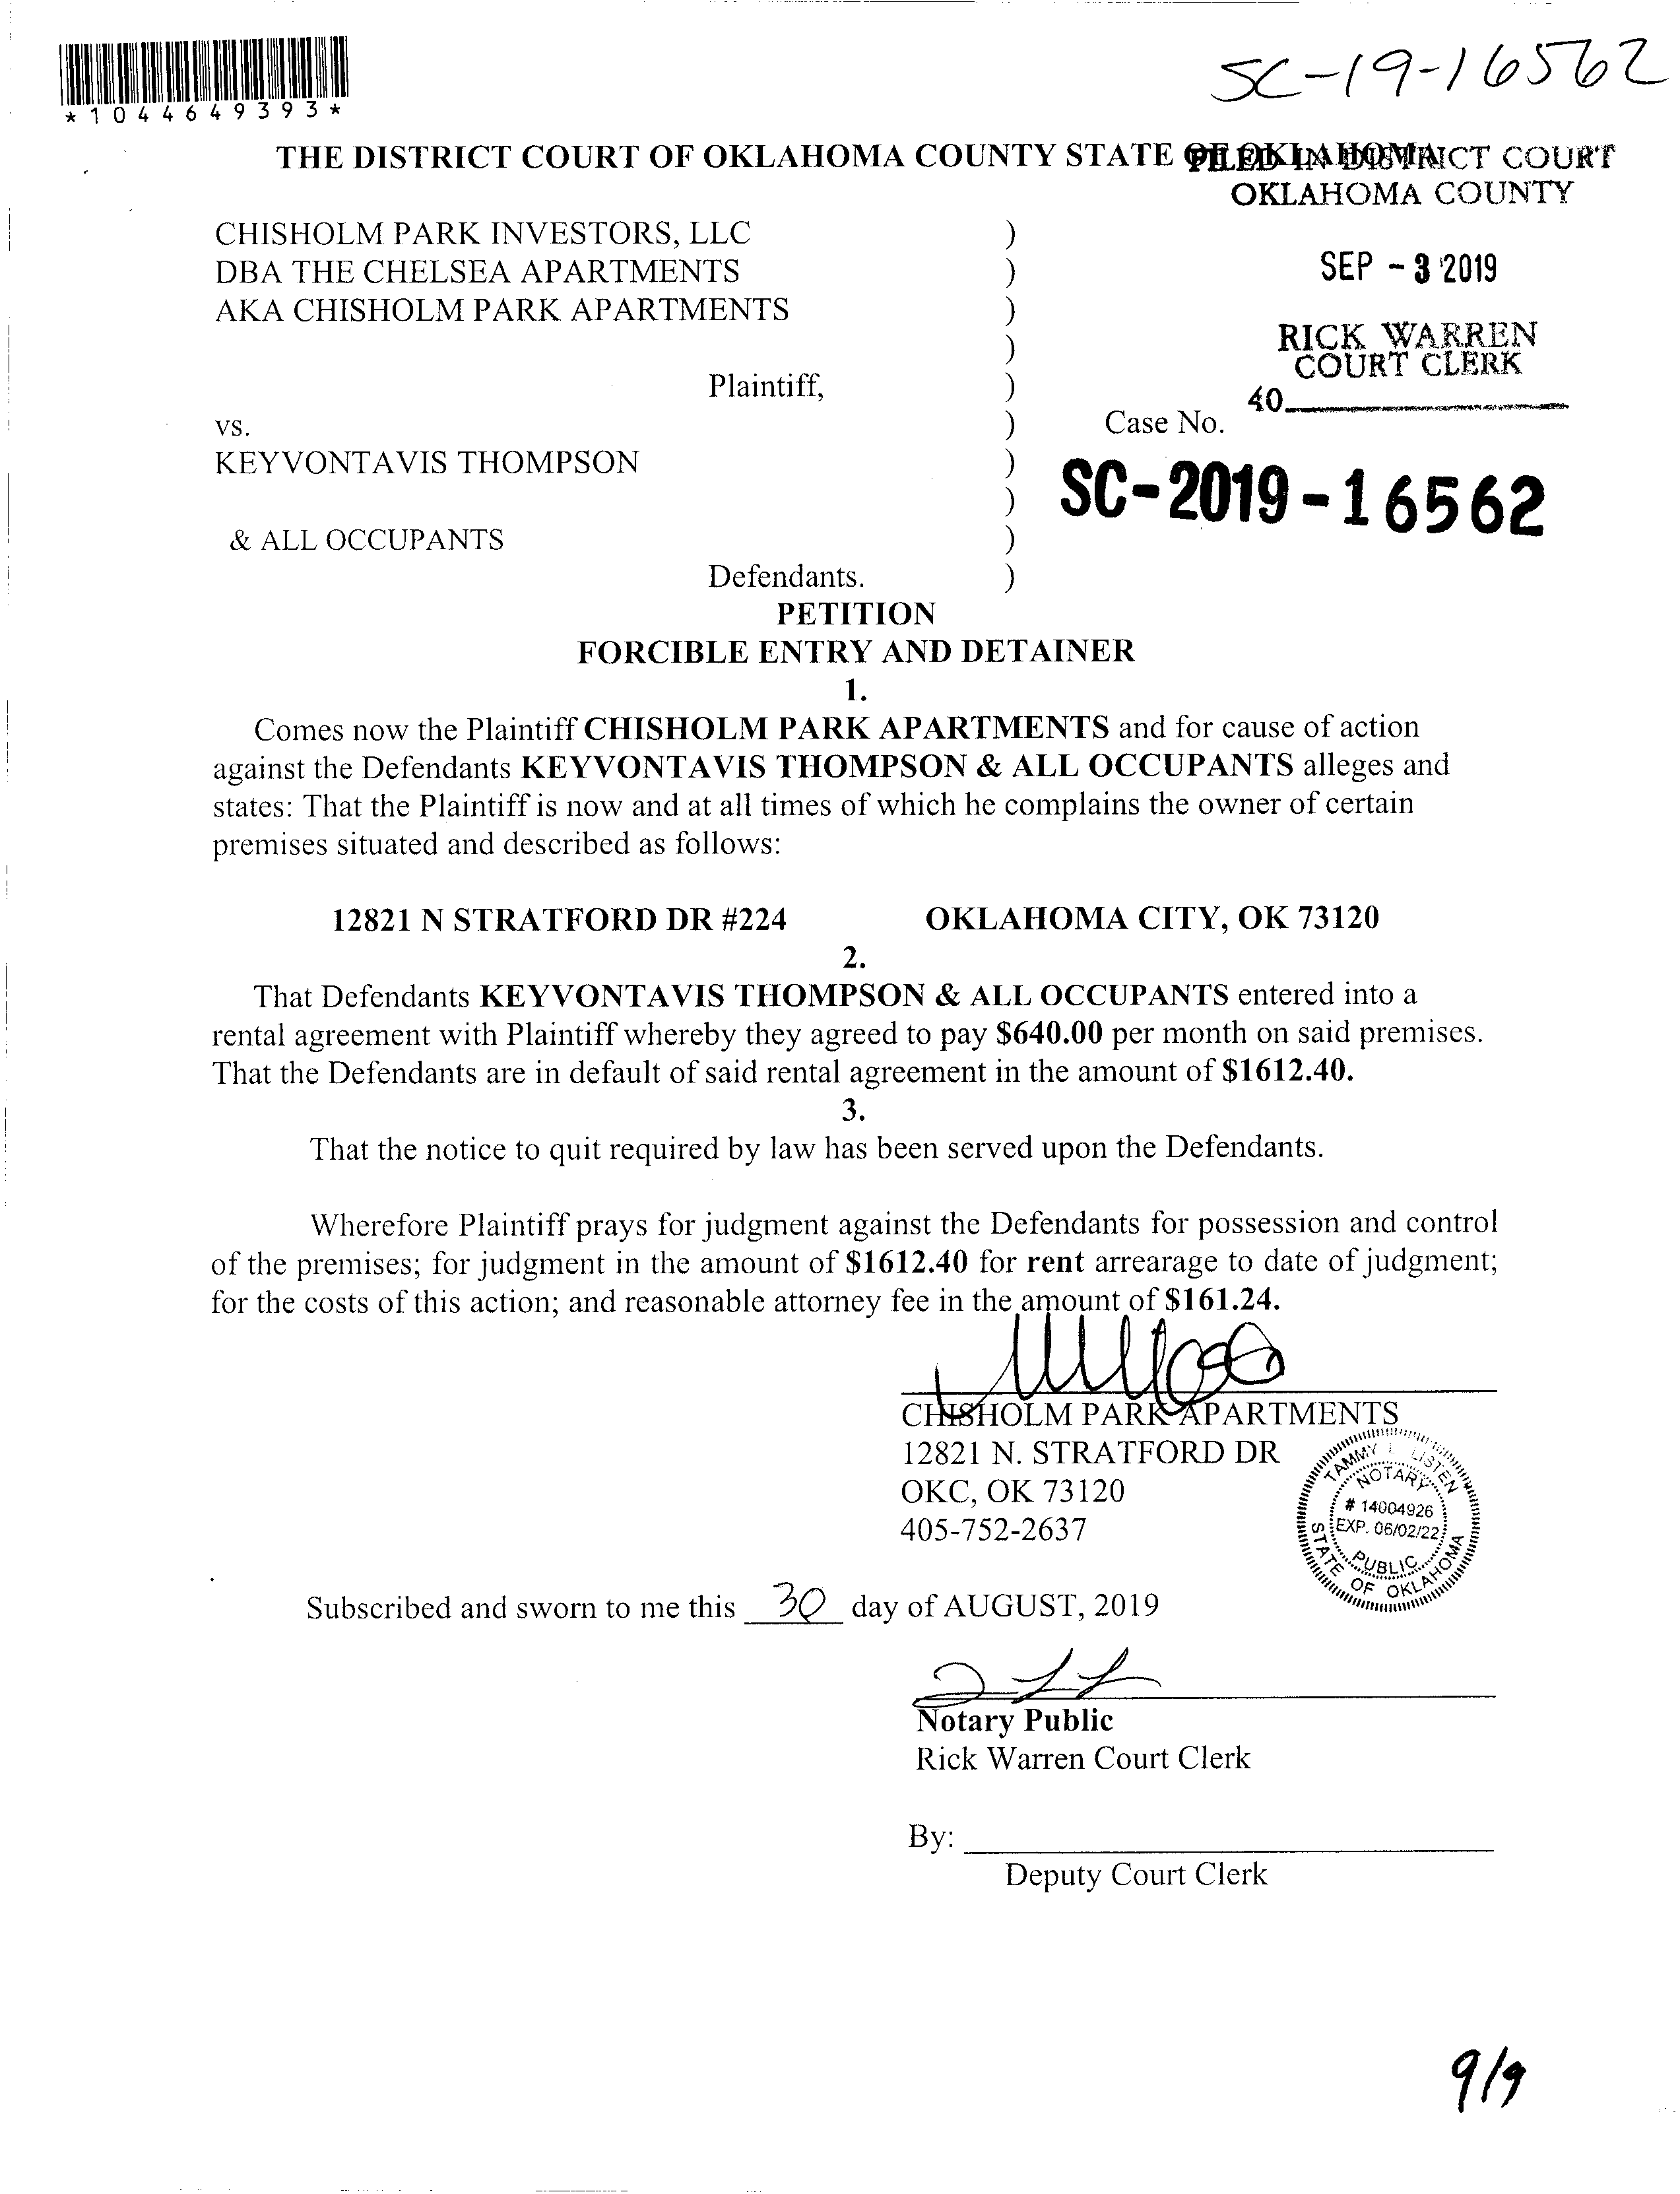 SC-19-16562
*1044649393*
THE DISTRICT COURT OF OKLAHOMA COUNTY STATE OF OKLAHOMA
FILED IN DISTRICT COURT
OKLAHOMA COUNTY
CHISHOLM PARK INVESTORS, LLC )
DBA THE CHELSEA APARTMENTS )
SEP - 3 2019
AKA CHISHOLM PARK APARTMENTS )
)
RICK WARREN
COURT CLERK
Plaintiff, )
40
vs. ) Case No.
KEYVONTAVIS THOMPSON )
) SC-2019-16562
& ALL OCCUPANTS )
Defendants. )
PETITION
FORCIBLE ENTRY AND DETAINER
1.
Comes now the Plaintiff CHISHOLM PARK APARTMENTS and for cause of action
against the Defendants KEYVONTAVIS THOMPSON & ALL OCCUPANTS alleges and
states: That the Plaintiff is now and at all times of which he complains the owner of certain
premises situated and described as follows:
12821 N STRATFORD DR #224 OKLAHOMA CITY, OK 73120
2.
That Defendants KEYVONTAVIS THOMPSON & ALL OCCUPANTS entered into a
rental agreement with Plaintiff whereby they agreed to pay $640.00 per month on said premises.
That the Defendants are in default of said rental agreement in the amount of $1612.40.
3.
That the notice to quit required by law has been served upon the Defendants.
Wherefore Plaintiff prays for judgment against the Defendants for possession and control
of the premises; for judgment in the amount of $1612.40 for rent arrearage to date of judgment;
for the costs of this action; and reasonable attorney fee in the amount of $161.24.
CHISHOLM PARK APARTMENTS
12821 N. STRATFORD DR
OKC, OK 73120
405-752-2637
TAMMY L LISTEN
NOTARY
# 14004926
EXP. 06/02/22
PUBLIC
STATE OF OKLAHOMA
Subscribed and sworn to me this 30 day of AUGUST, 2019
Notary Public
Rick Warren Court Clerk
By:
Deputy Court Clerk
9/9